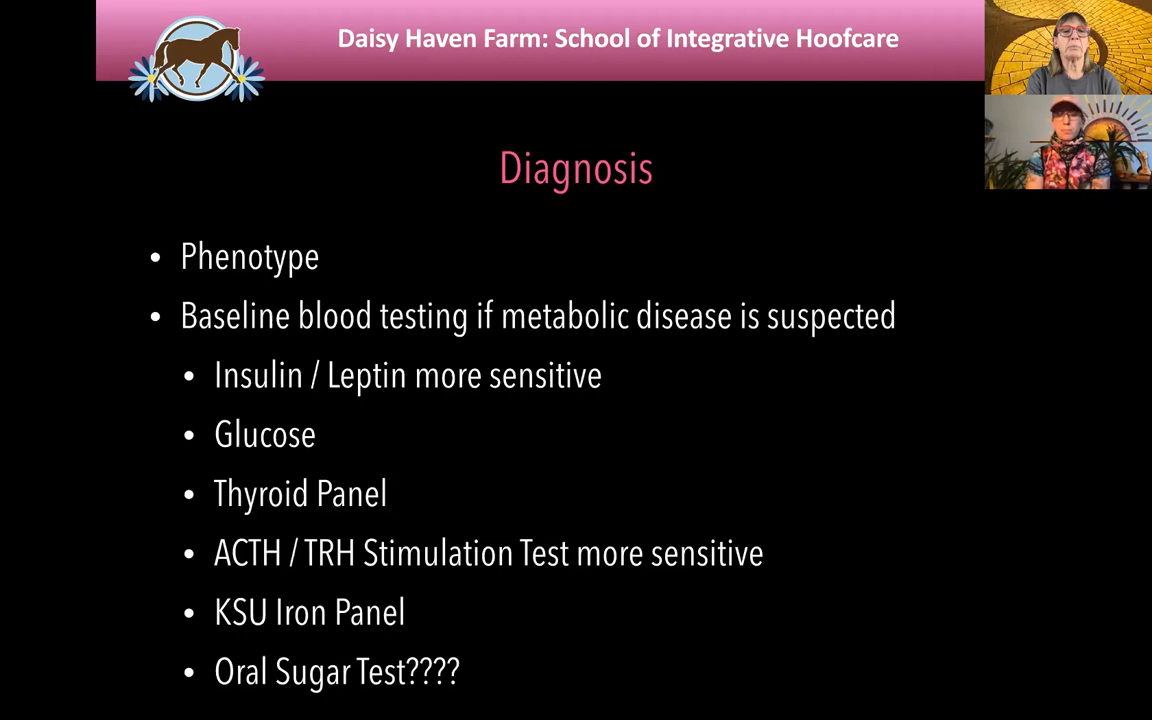 Daisy Haven Farm: School of Integrative Hoofcare
Diagnosis
• Phenotype
• Baseline blood testing if metabolic disease is suspected
• Insulin / Leptin more sensitive
• Glucose
• Thyroid Panel
• ACTH / TRH Stimulation Test more sensitive
• KSU Iron Panel
• Oral Sugar Test????